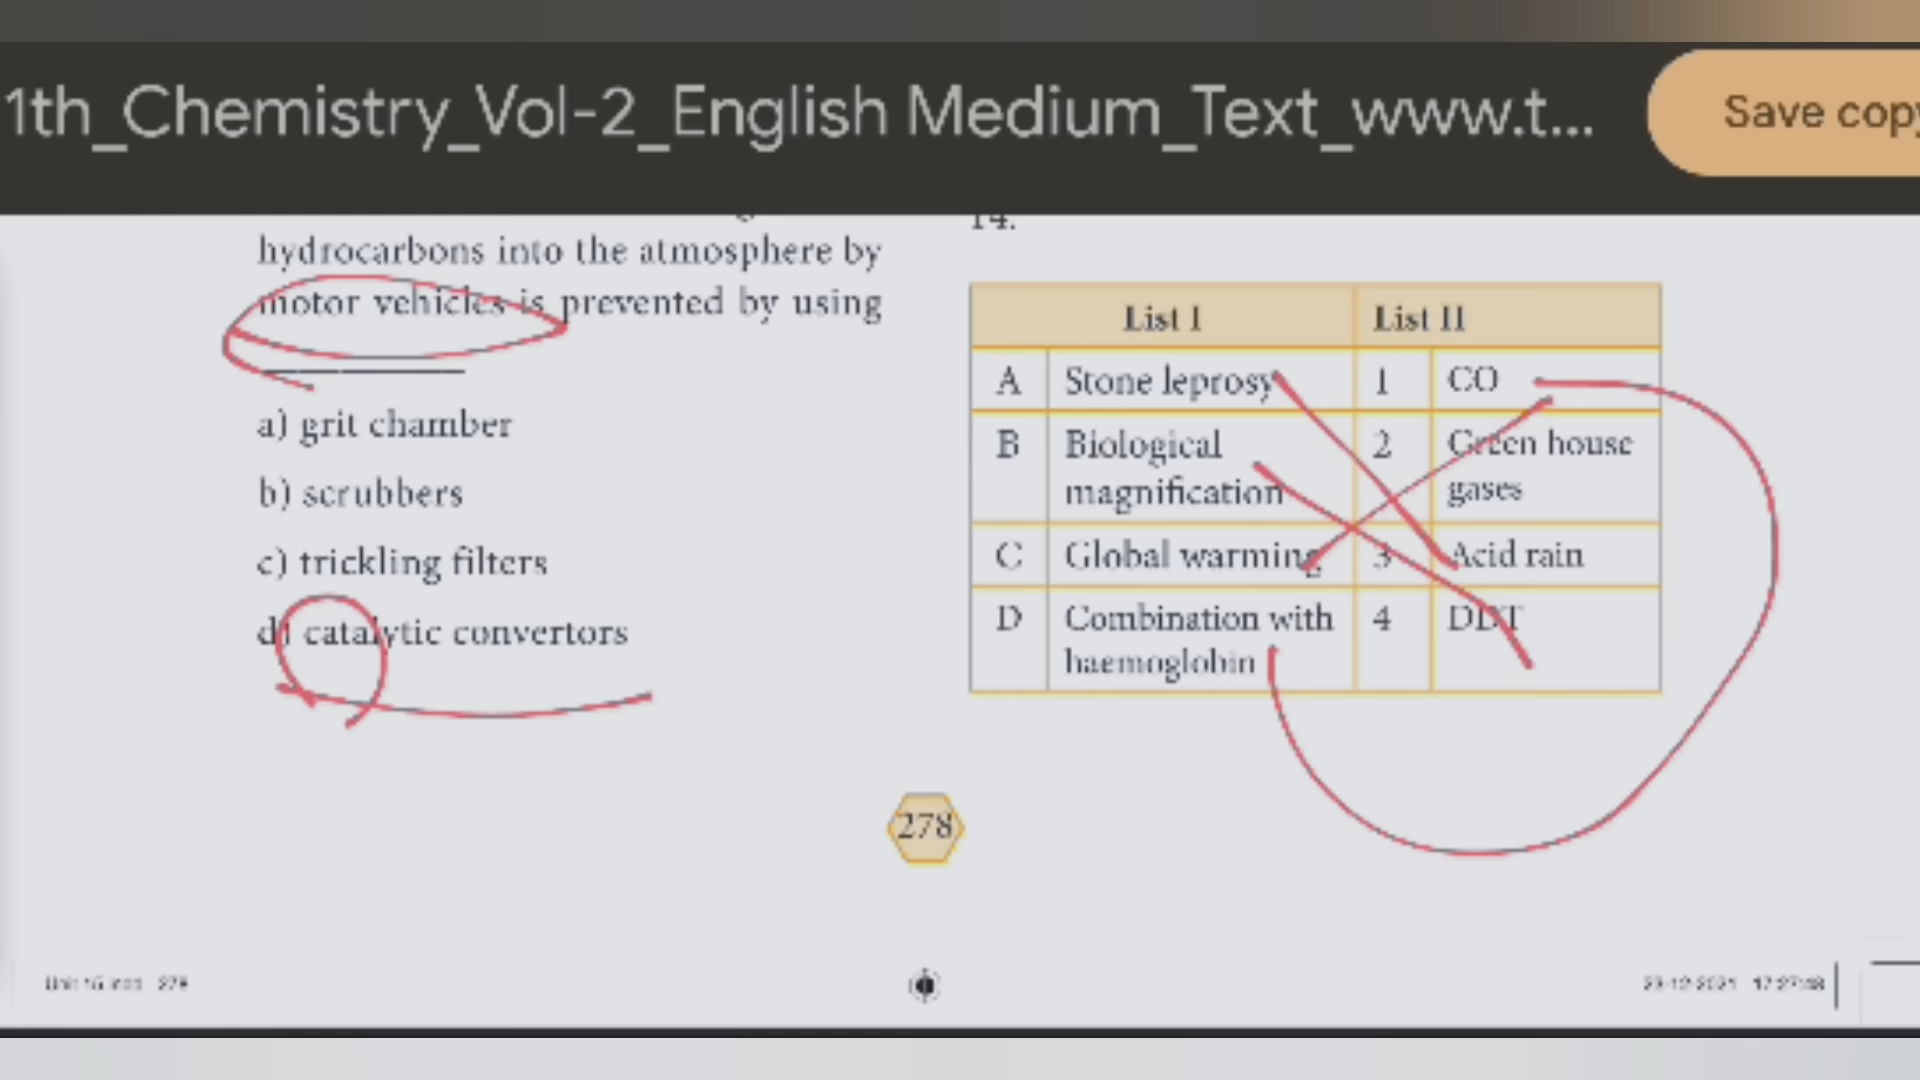 1th_Chemistry_Vol-2_English Medium_Text_www.t...
Save copy
hydrocarbons into the atmosphere by
motor vehicles is prevented by using
a) grit chamber
b) scrubbers
c) trickling filters
d) catalytic convertors
14.
List I List II
A Stone leprosy 1 CO
B Biological magnification 2 Green house gases
C Global warming 3 Acid rain
D Combination with haemoglobin 4 DDT
278